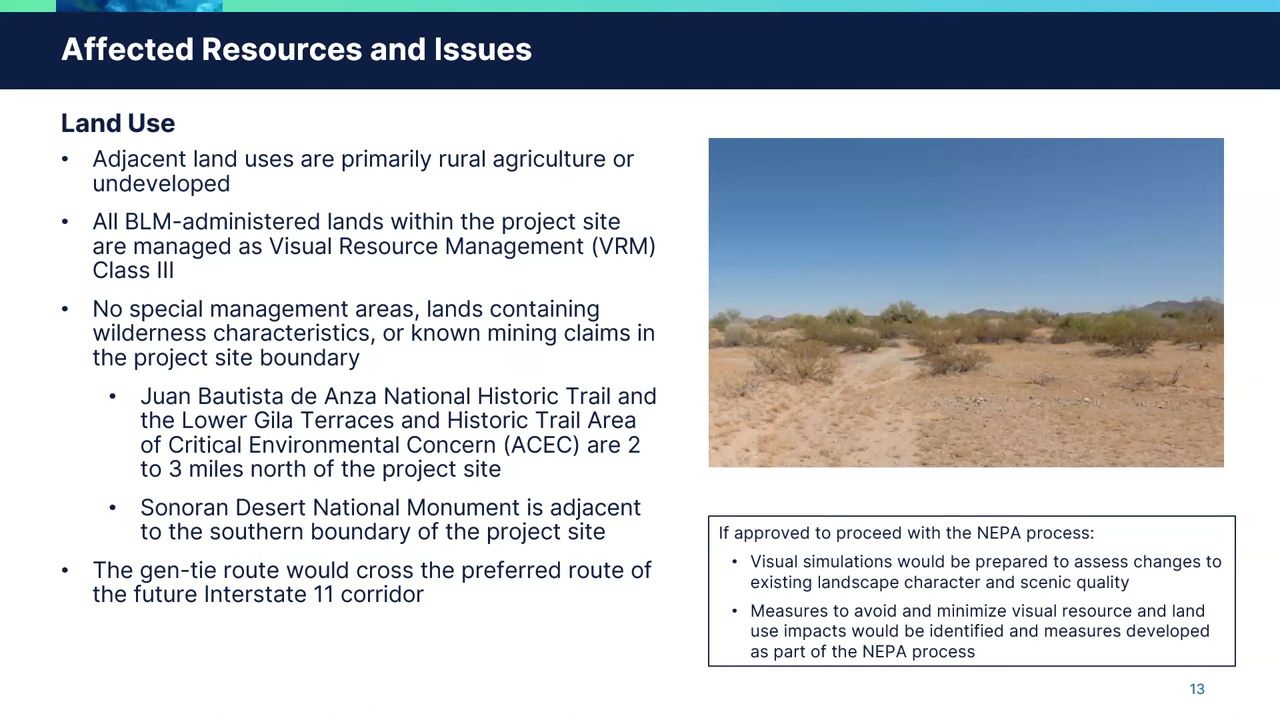 Affected Resources and Issues
Land Use
• Adjacent land uses are primarily rural agriculture or
undeveloped
• All BLM-administered lands within the project site
are managed as Visual Resource Management (VRM)
Class III
• No special management areas, lands containing
wilderness characteristics, or known mining claims in
the project site boundary
• Juan Bautista de Anza National Historic Trail and
the Lower Gila Terraces and Historic Trail Area
of Critical Environmental Concern (ACEC) are 2
to 3 miles north of the project site
• Sonoran Desert National Monument is adjacent
to the southern boundary of the project site
• The gen-tie route would cross the preferred route of
the future Interstate 11 corridor
If approved to proceed with the NEPA process:
• Visual simulations would be prepared to assess changes to
existing landscape character and scenic quality
• Measures to avoid and minimize visual resource and land
use impacts would be identified and measures developed
as part of the NEPA process
13